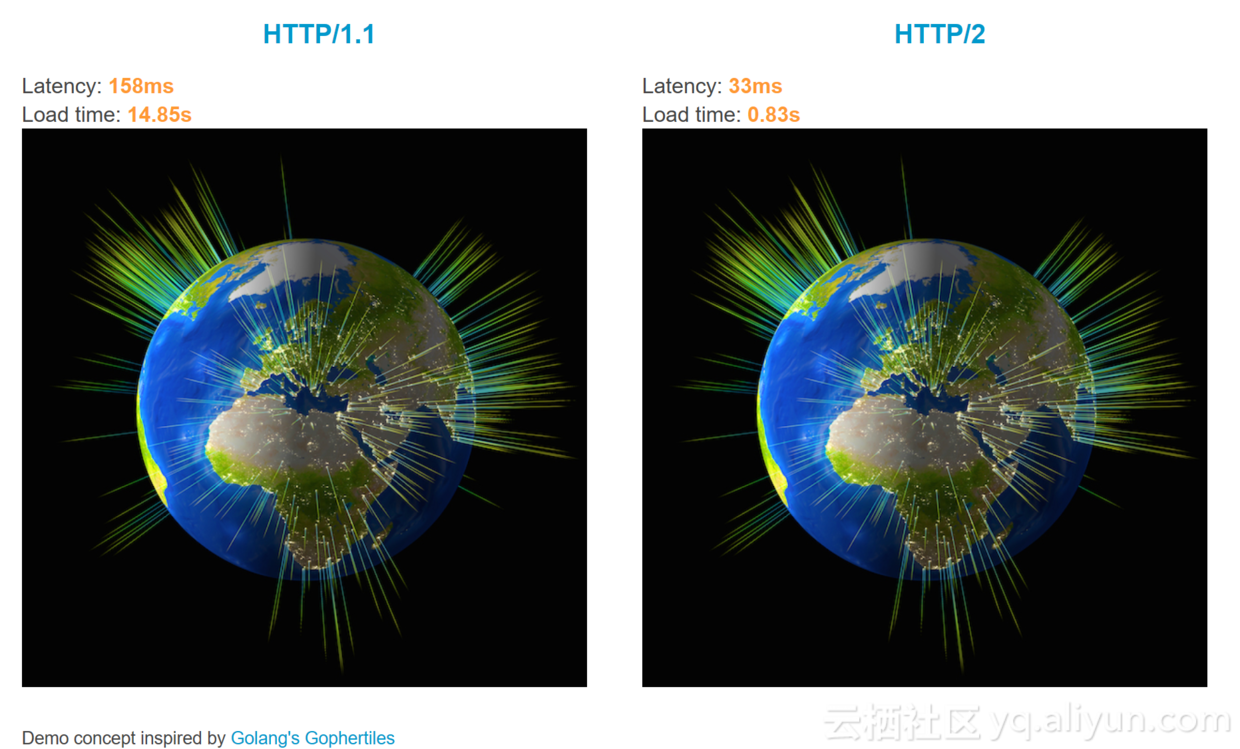 HTTP/1.1
Latency: 158ms
Load time: 14.85s
HTTP/2
Latency: 33ms
Load time: 0.83s
Demo concept inspired by Golang's Gophertiles
云栖社区 yq.aliyun.com